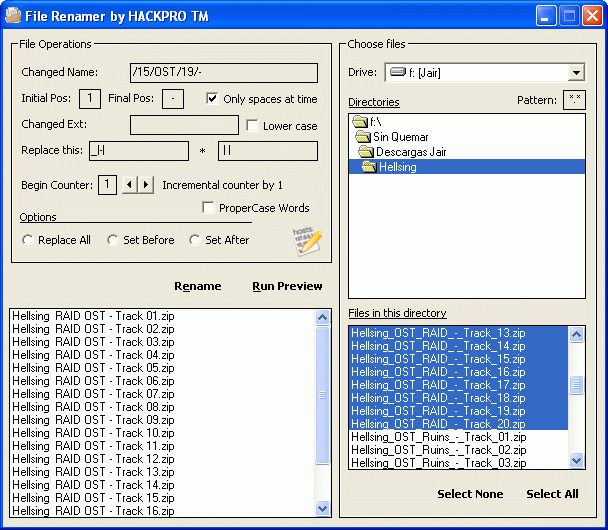 File Renamer by HACKPRO TM
File Operations
Changed Name: /15/OST/19/-
Initial Pos: 1 Final Pos: - Only spaces at time
Changed Ext: Lower case
Replace this: _|-| * | |
Begin Counter: 1 Incremental counter by 1
ProperCase Words
Options
Replace All Set Before Set After
hosts
Rename Run Preview
Hellsing RAID OST - Track 01.zip
Hellsing RAID OST - Track 02.zip
Hellsing RAID OST - Track 03.zip
Hellsing RAID OST - Track 04.zip
Hellsing RAID OST - Track 05.zip
Hellsing RAID OST - Track 06.zip
Hellsing RAID OST - Track 07.zip
Hellsing RAID OST - Track 08.zip
Hellsing RAID OST - Track 09.zip
Hellsing RAID OST - Track 10.zip
Hellsing RAID OST - Track 11.zip
Hellsing RAID OST - Track 12.zip
Hellsing RAID OST - Track 13.zip
Hellsing RAID OST - Track 14.zip
Hellsing RAID OST - Track 15.zip
Hellsing RAID OST - Track 16.zip
Choose files
Drive: f: [Jair]
Directories Pattern: *.*
f:\
Sin Quemar
Descargas Jair
Hellsing
Files in this directory
Hellsing_OST_RAID_-_Track_13.zip
Hellsing_OST_RAID_-_Track_14.zip
Hellsing_OST_RAID_-_Track_15.zip
Hellsing_OST_RAID_-_Track_16.zip
Hellsing_OST_RAID_-_Track_17.zip
Hellsing_OST_RAID_-_Track_18.zip
Hellsing_OST_RAID_-_Track_19.zip
Hellsing_OST_RAID_-_Track_20.zip
Hellsing_OST_Ruins_-_Track_01.zip
Hellsing_OST_Ruins_-_Track_02.zip
Hellsing_OST_Ruins_-_Track_03.zip
Select None Select All